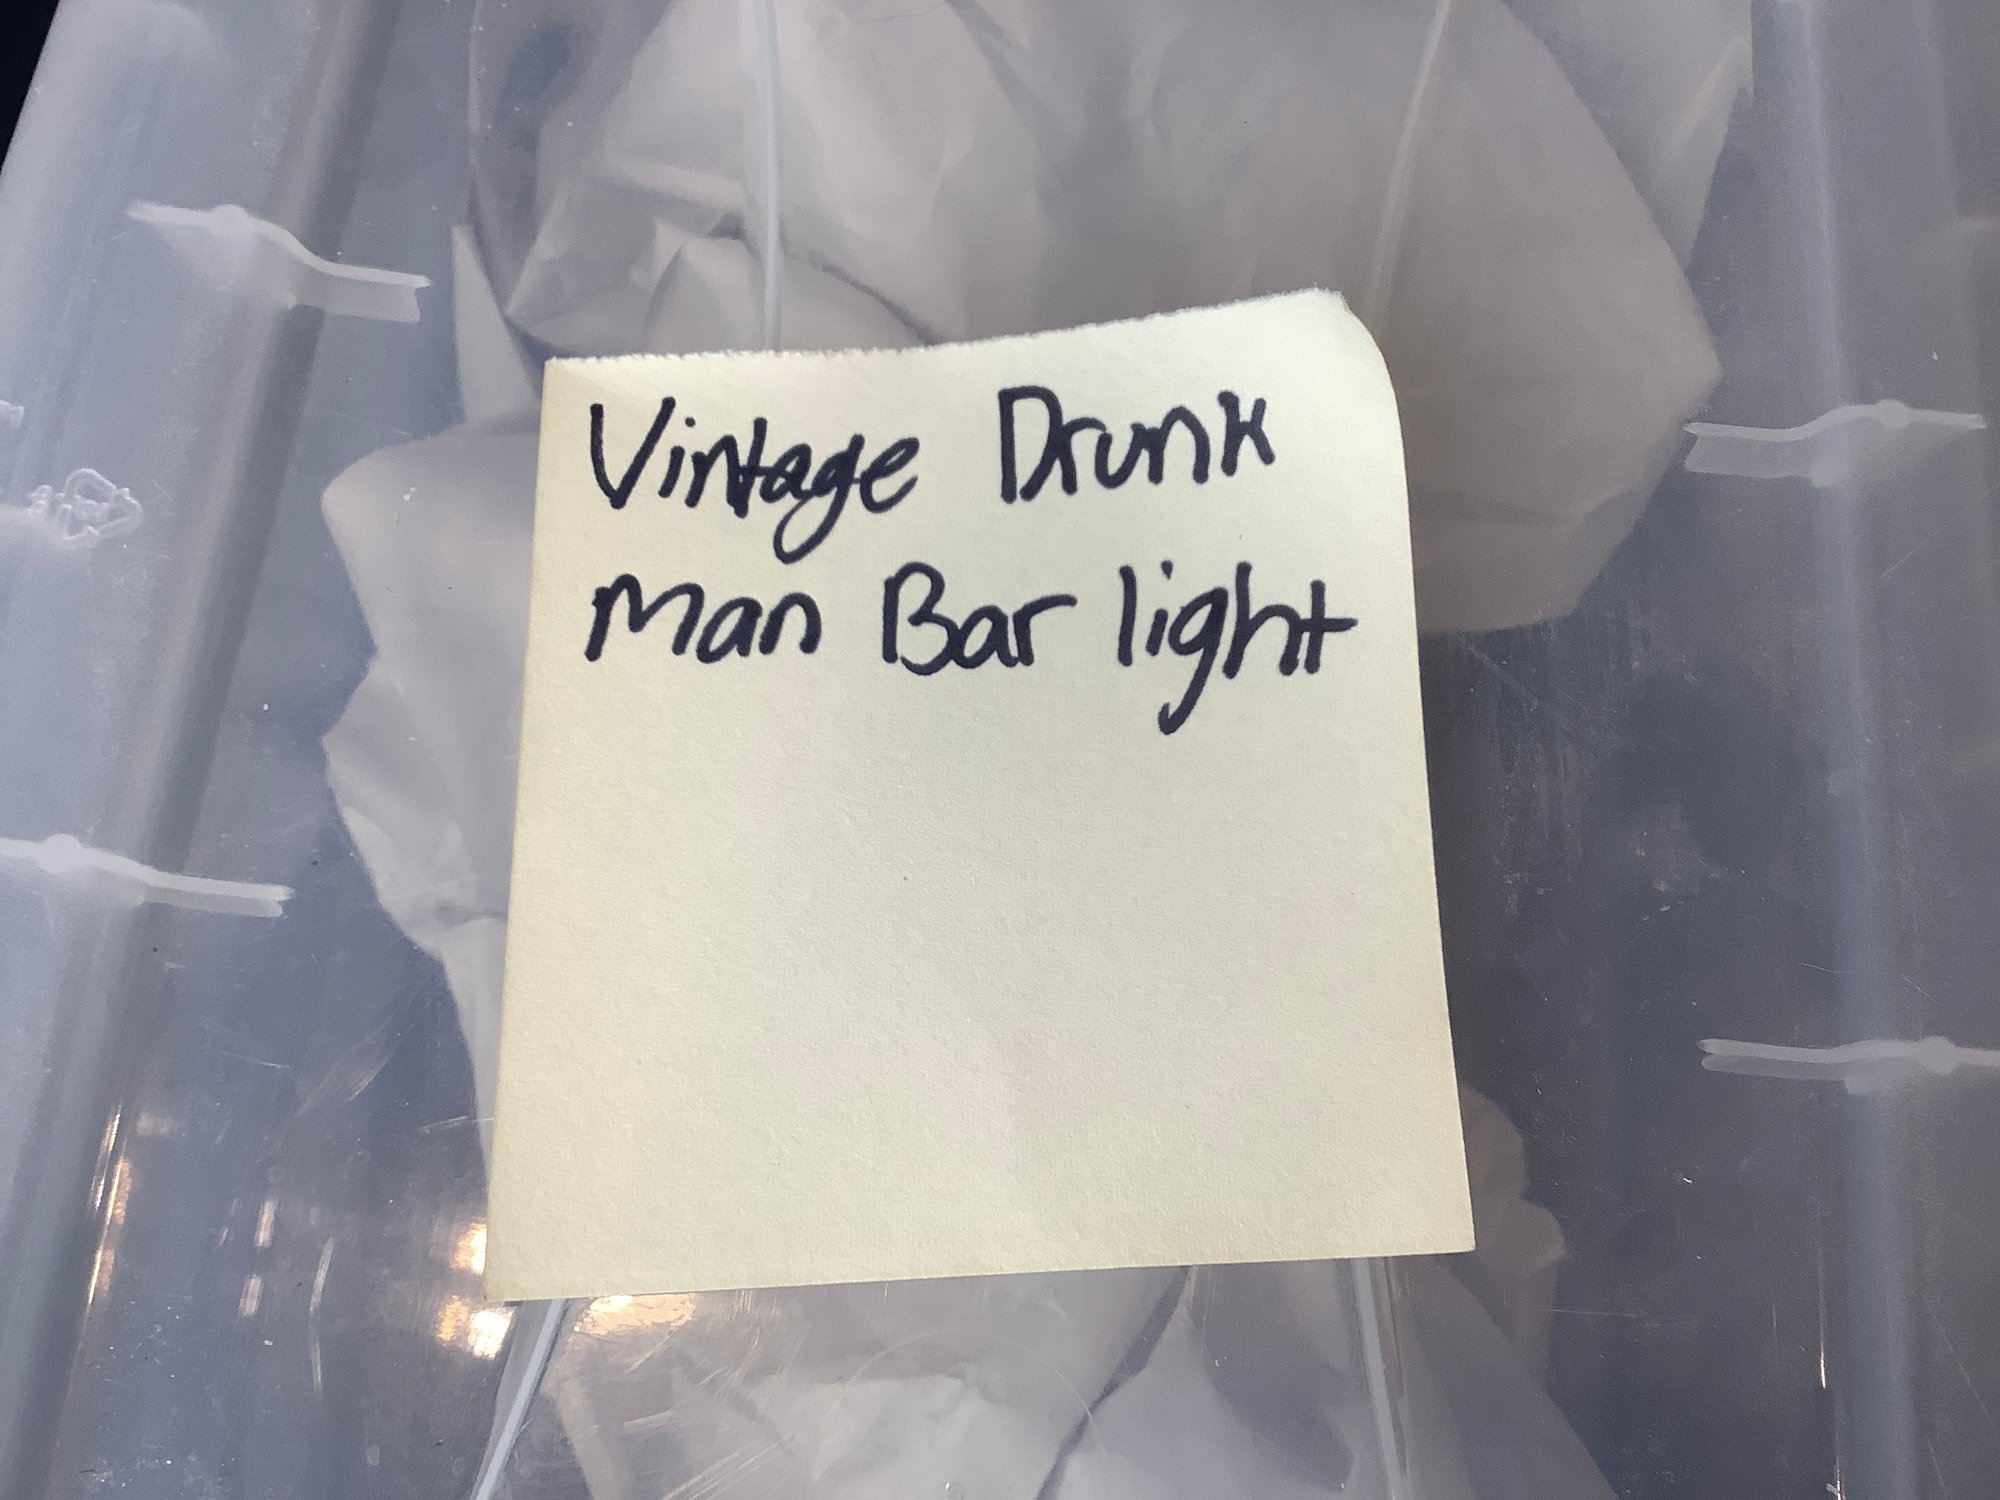 Vintage Drunk
Man Bar light